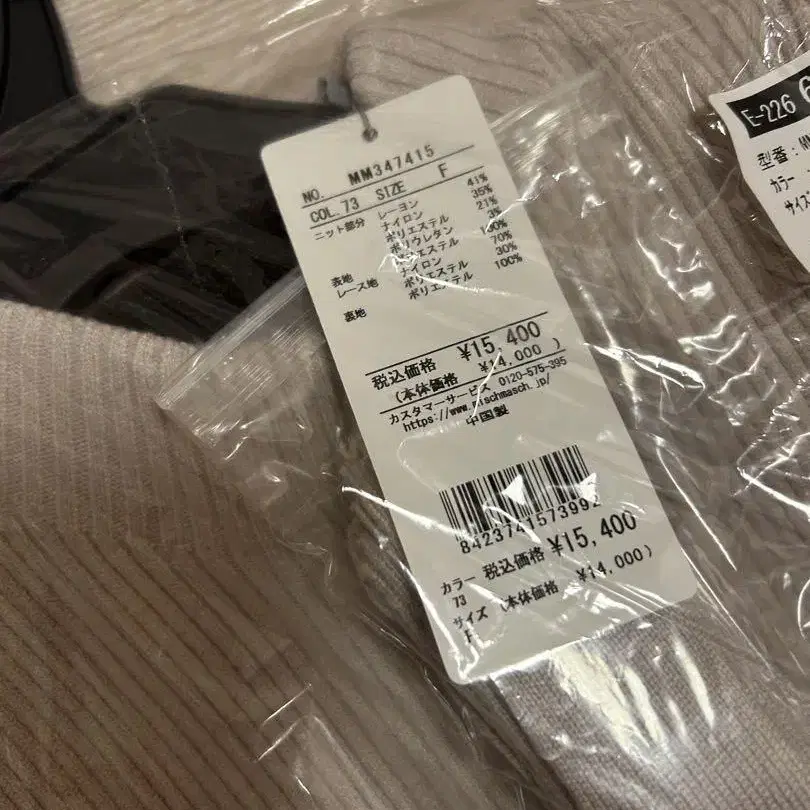 NO. MM347415
COL. 73 SIZE F
ニット部分 レーヨン 41%
ナイロン 35%
ポリエステル 21%
ポリウレタン 3%
表地 ポリエステル 100%
レース地 ナイロン 70%
ポリエステル 30%
裏地 ポリエステル 100%
税込価格 ¥15,400
(本体価格 ¥14,000)
カスタマーサービス 0120-575-395
https://www.mischmasch.jp/
中国製
8423741573992
カラー 税込価格 ¥15,400
73
サイズ (本体価格 ¥14,000)
F
E-226
型番:
カラー
サイズ